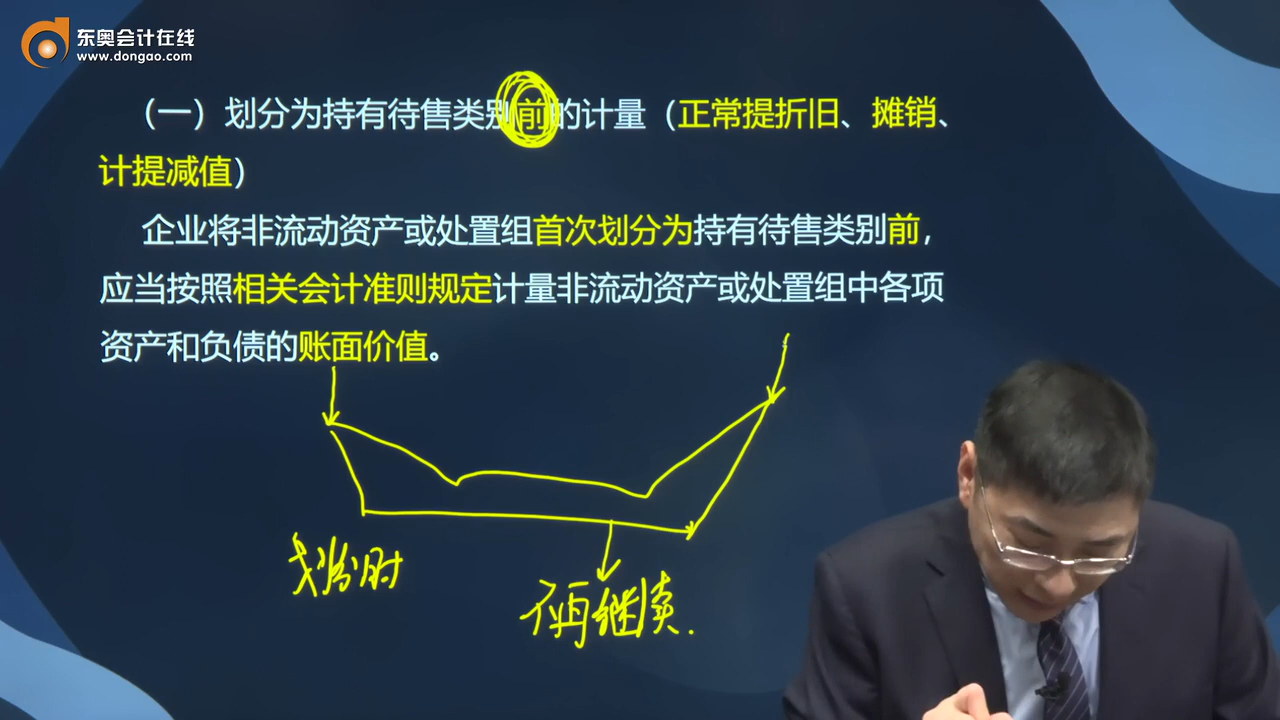 东奥会计在线
www.dongao.com
（一）划分为持有待售类别前的计量（正常提折旧、摊销、
计提减值）
企业将非流动资产或处置组首次划分为持有待售类别前，
应当按照相关会计准则规定计量非流动资产或处置组中各项
资产和负债的账面价值。
划分时
不再继续.